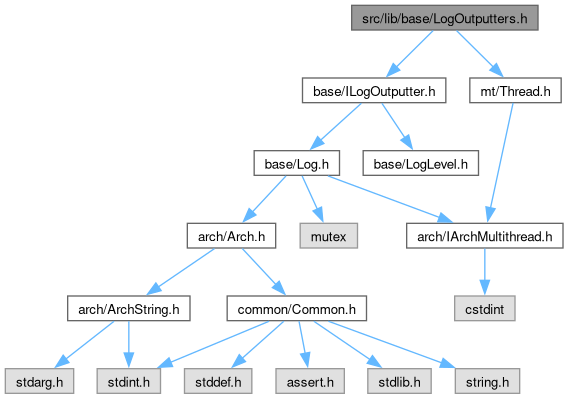 src/lib/base/LogOutputters.h
base/ILogOutputter.h
mt/Thread.h
base/Log.h
base/LogLevel.h
arch/Arch.h
mutex
arch/IArchMultithread.h
arch/ArchString.h
common/Common.h
cstdint
stdarg.h
stdint.h
stddef.h
assert.h
stdlib.h
string.h